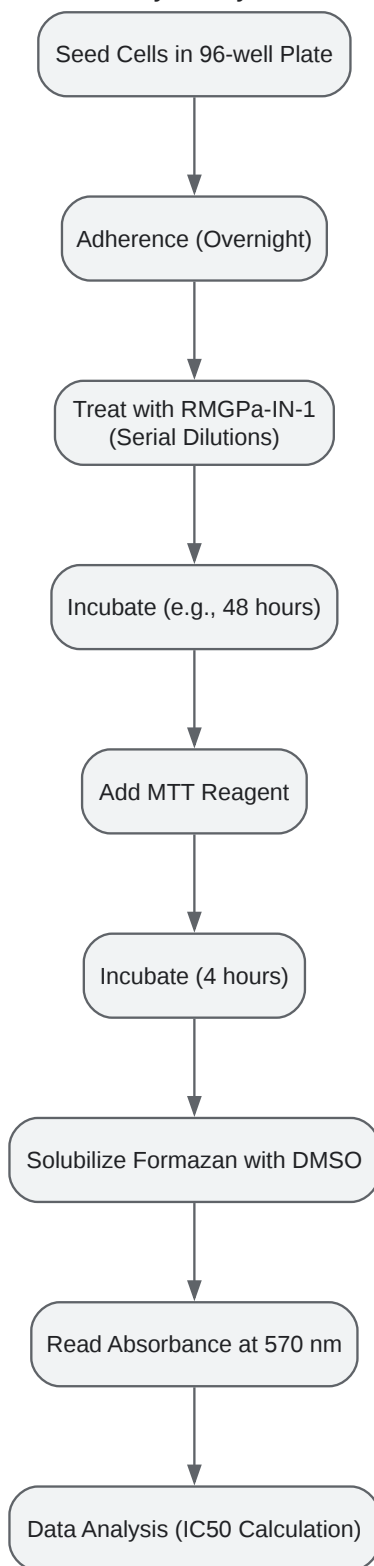 Seed Cells in 96-well Plate
Adherence (Overnight)
Treat with RMGPa-IN-1
(Serial Dilutions)
Incubate (e.g., 48 hours)
Add MTT Reagent
Incubate (4 hours)
Solubilize Formazan with DMSO
Read Absorbance at 570 nm
Data Analysis (IC50 Calculation)